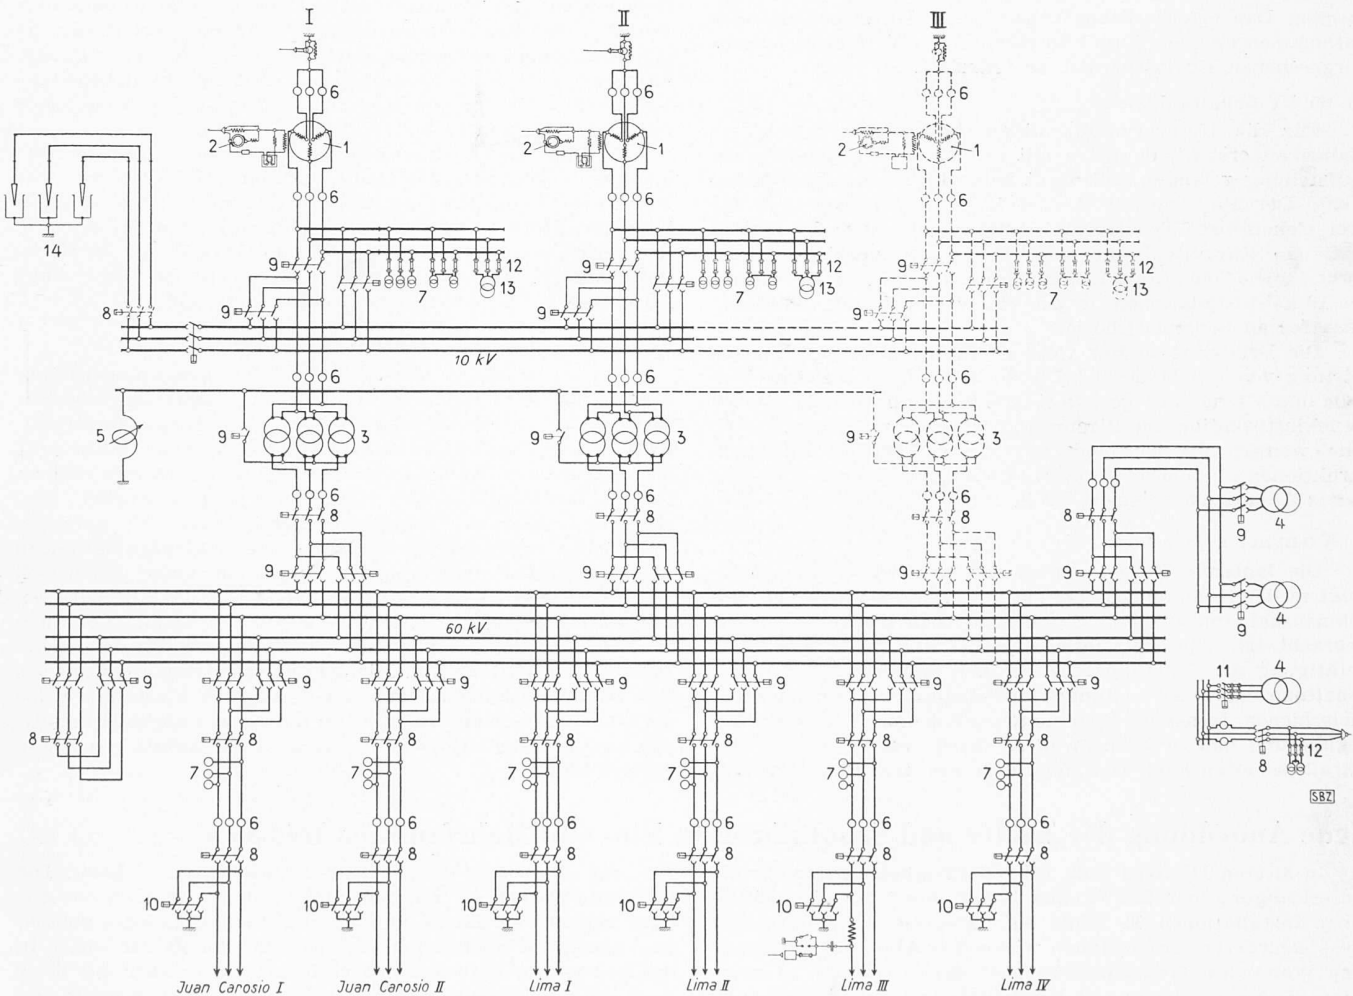 I II III
6 6 6
2 1 2 1 2 1
6 6 6
14
9 12 9 12 9 12
7 13 7 13 7 13
8 9 9 9
10 kV
6 6 6
5 9 3 9 3 9 3
6 6 6
8 8 8 8 4
9
9 9 9
4
60 kV
9
11 4
9 9 9 9 9 9
8 8 8 8 8 8 8
7 7 7 7 7 7
8 12
SBZ
6 6 6 6 6 6
8 8 8 8 8 8
10 10 10 10 10 10
Juan Carosio I Juan Carosio II Lima I Lima II Lima III Lima IV